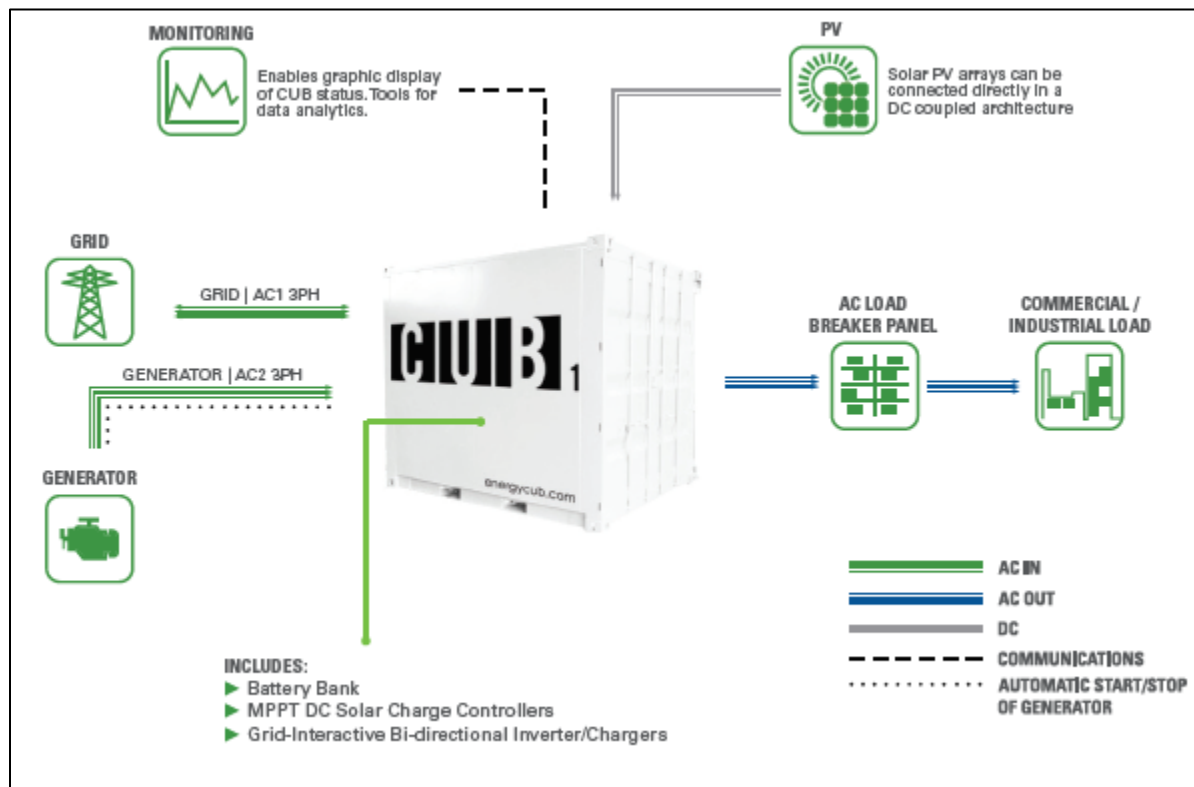 MONITORING
Enables graphic display
of CUB status. Tools for
data analytics.
PV
Solar PV arrays can be
connected directly in a
DC coupled architecture
GRID
GRID | AC1 3PH
GENERATOR | AC2 3PH
GENERATOR
CUB1
energycub.com
AC LOAD
BREAKER PANEL
COMMERCIAL /
INDUSTRIAL LOAD
INCLUDES:
► Battery Bank
► MPPT DC Solar Charge Controllers
► Grid-Interactive Bi-directional Inverter/Chargers
AC IN
AC OUT
DC
COMMUNICATIONS
AUTOMATIC START/STOP
OF GENERATOR